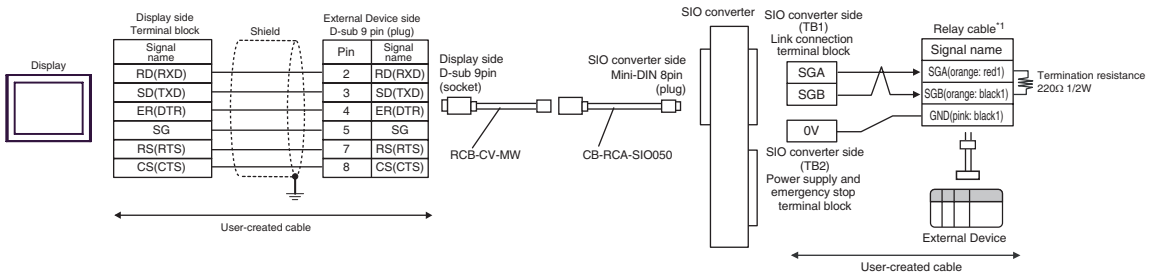 Display
Display side
Terminal block
Signal
name
RD(RXD)
SD(TXD)
ER(DTR)
SG
RS(RTS)
CS(CTS)
Shield
External Device side
D-sub 9 pin (plug)
Pin
Signal
name
2 RD(RXD)
3 SD(TXD)
4 ER(DTR)
5 SG
7 RS(RTS)
8 CS(CTS)
User-created cable
Display side
D-sub 9pin
(socket)
RCB-CV-MW
SIO converter side
Mini-DIN 8pin
(plug)
CB-RCA-SIO050
SIO converter
SIO converter side
(TB1)
Link connection
terminal block
SGA
SGB
0V
SIO converter side
(TB2)
Power supply and
emergency stop
terminal block
Relay cable*1
Signal name
SGA(orange: red1)
SGB(orange: black1)
GND(pink: black1)
Termination resistance
220Ω 1/2W
External Device
User-created cable